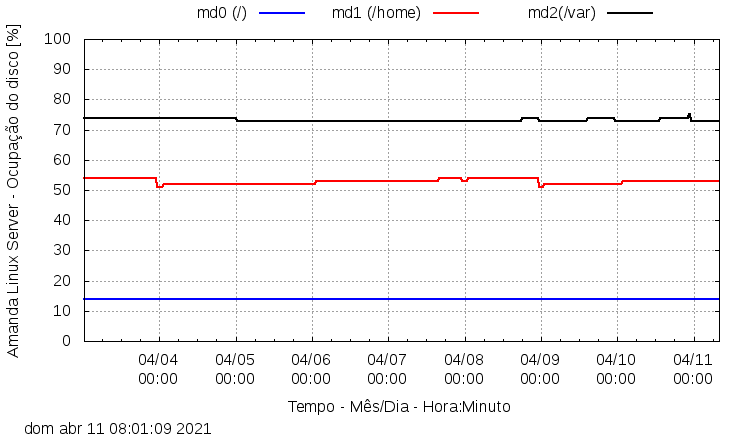 md0 (/) md1 (/home) md2(/var)
Amanda Linux Server - Ocupação do disco [%]
100
90
80
70
60
50
40
30
20
10
0
04/04 04/05 04/06 04/07 04/08 04/09 04/10 04/11
00:00 00:00 00:00 00:00 00:00 00:00 00:00 00:00
Tempo - Mês/Dia - Hora:Minuto
dom abr 11 08:01:09 2021